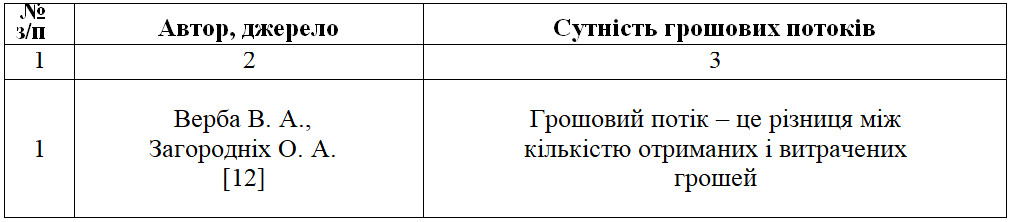 №
з/п
Автор, джерело
Сутність грошових потоків
1
2
3
1
Верба В. А.,
Загородніх О. А.
[12]
Грошовий потік – це різниця між
кількістю отриманих і витрачених
грошей